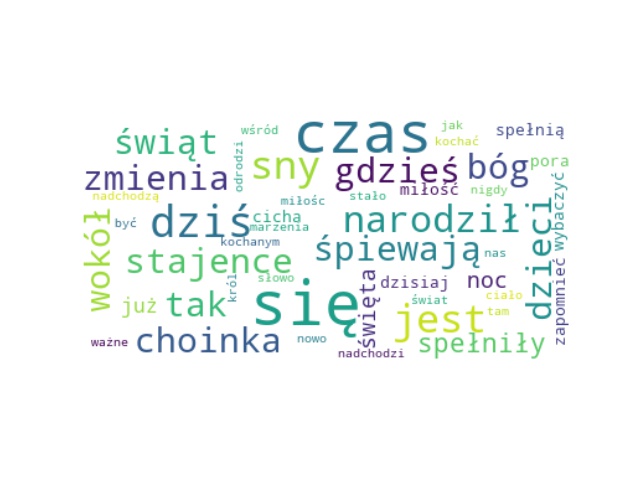 czas
jak
spełnią
świąt
wśród
kochać
zmienia
odrodzi
sny
gdzieś
bóg
pora
nadchodzą
miłość
nigdy
wybaczyć
wokół
być
dziś
miłośc
cicha
marzenia
stało
narodził
dzieci
kochanym
stajence
śpiewają
nas
zapomnieć
już
tak
król
słowo
się
święta
dzisiaj
noc
świat
ciało
jest
tam
ważne
choinka
nowo
nadchodzi
spełniły